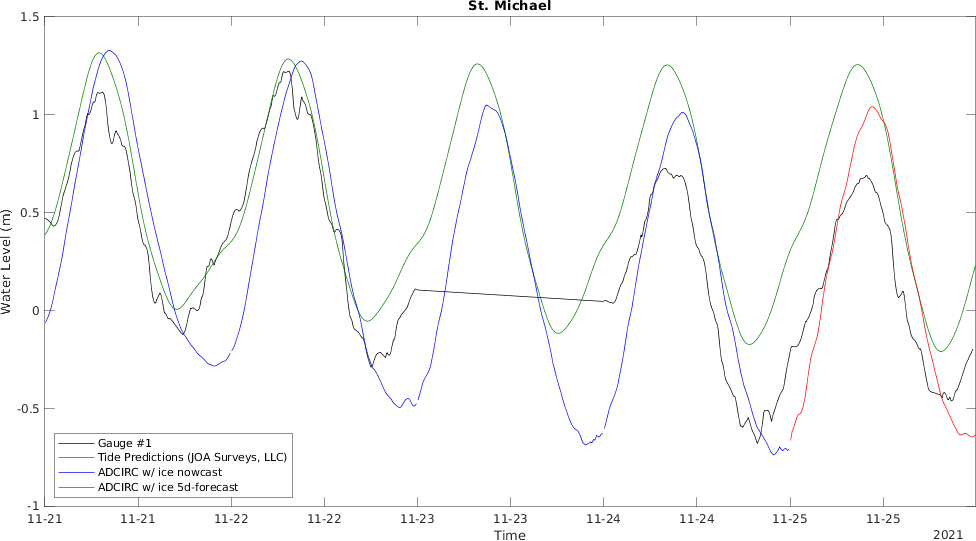 St. Michael
1.5
1
0.5
0
-0.5
-1
Water Level (m)
Gauge #1
Tide Predictions (JOA Surveys, LLC)
ADCIRC w/ ice nowcast
ADCIRC w/ ice 5d-forecast
11-21 11-21 11-22 11-22 11-23 11-23 11-24 11-24 11-25 11-25
Time
2021